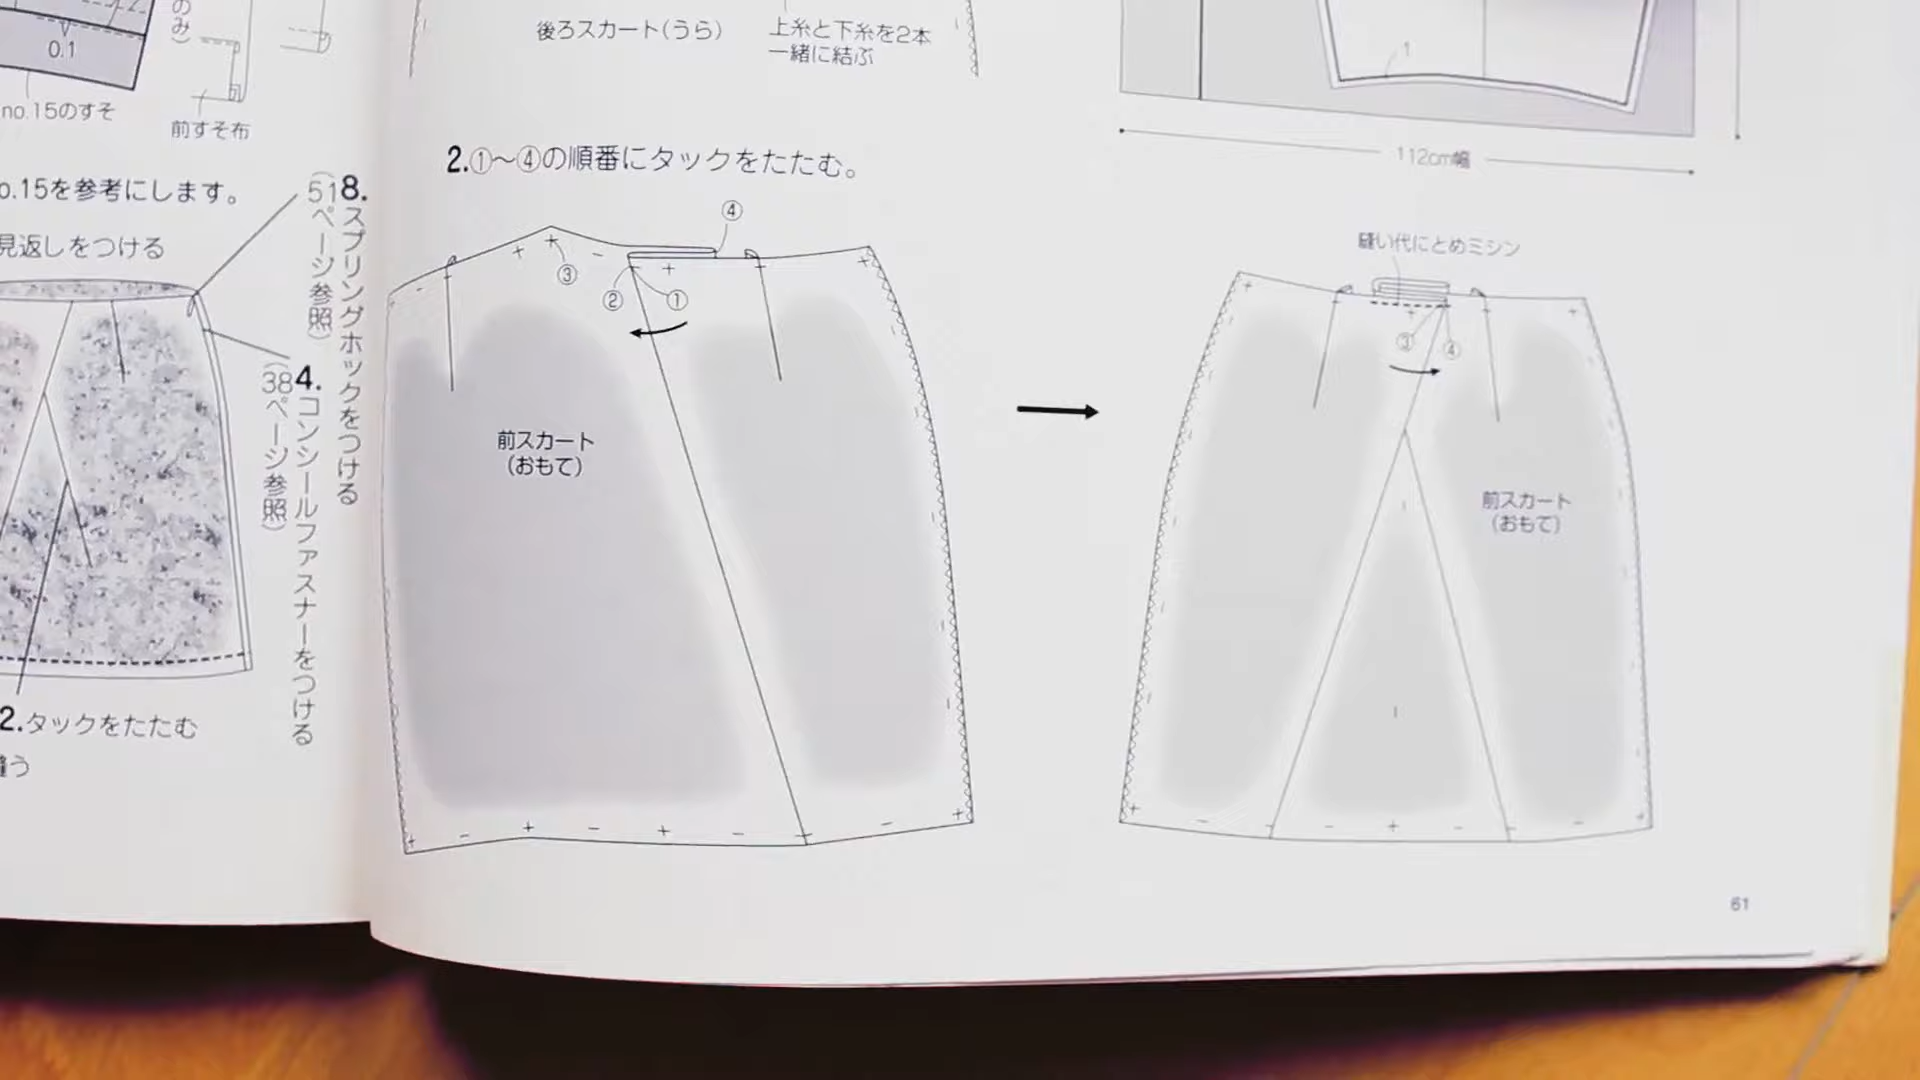 のみ)
0.1
no.15のすそ
前すそ布
o.15を参考にします。
見返しをつける
8.スプリングホックをつける
(51ページ参照)
4.コンシールファスナーをつける
(38ページ参照)
2.タックをたたむ
縫う
後ろスカート(うら)
上糸と下糸を2本
一緒に結ぶ
1
112cm幅
2.①〜④の順番にタックをたたむ。
④
③
②
①
前スカート
(おもて)
縫い代にとめミシン
③
④
前スカート
(おもて)
61